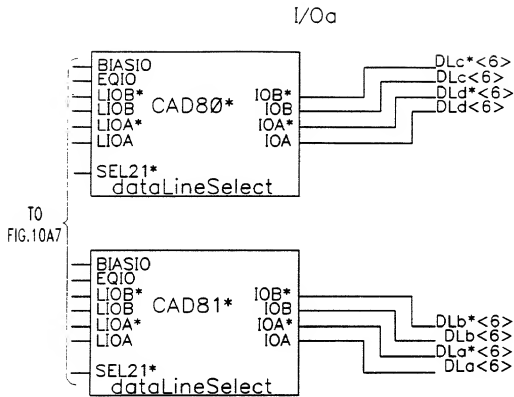 I/Oa
BIASIO
EQIO
LIOB*
LIOB
LIOA*
LIOA
SEL21*
CAD80*
dataLineSelect
IOB*
IOB
IOA*
IOA
DLc*<6>
DLc<6>
DLd*<6>
DLd<6>
TO
FIG.10A7
BIASIO
EQIO
LIOB*
LIOB
LIOA*
LIOA
SEL21*
CAD81*
dataLineSelect
IOB*
IOB
IOA*
IOA
DLb*<6>
DLb<6>
DLa*<6>
DLa<6>